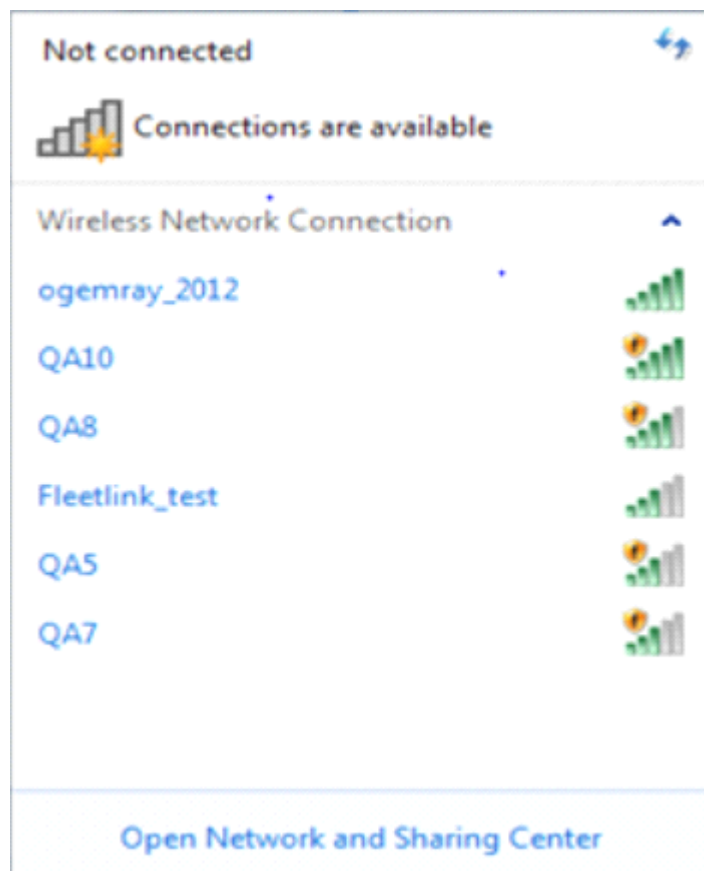 Not connected
Connections are available
Wireless Network Connection
ogemray_2012
QA10
QA8
Fleetlink_test
QA5
QA7
Open Network and Sharing Center